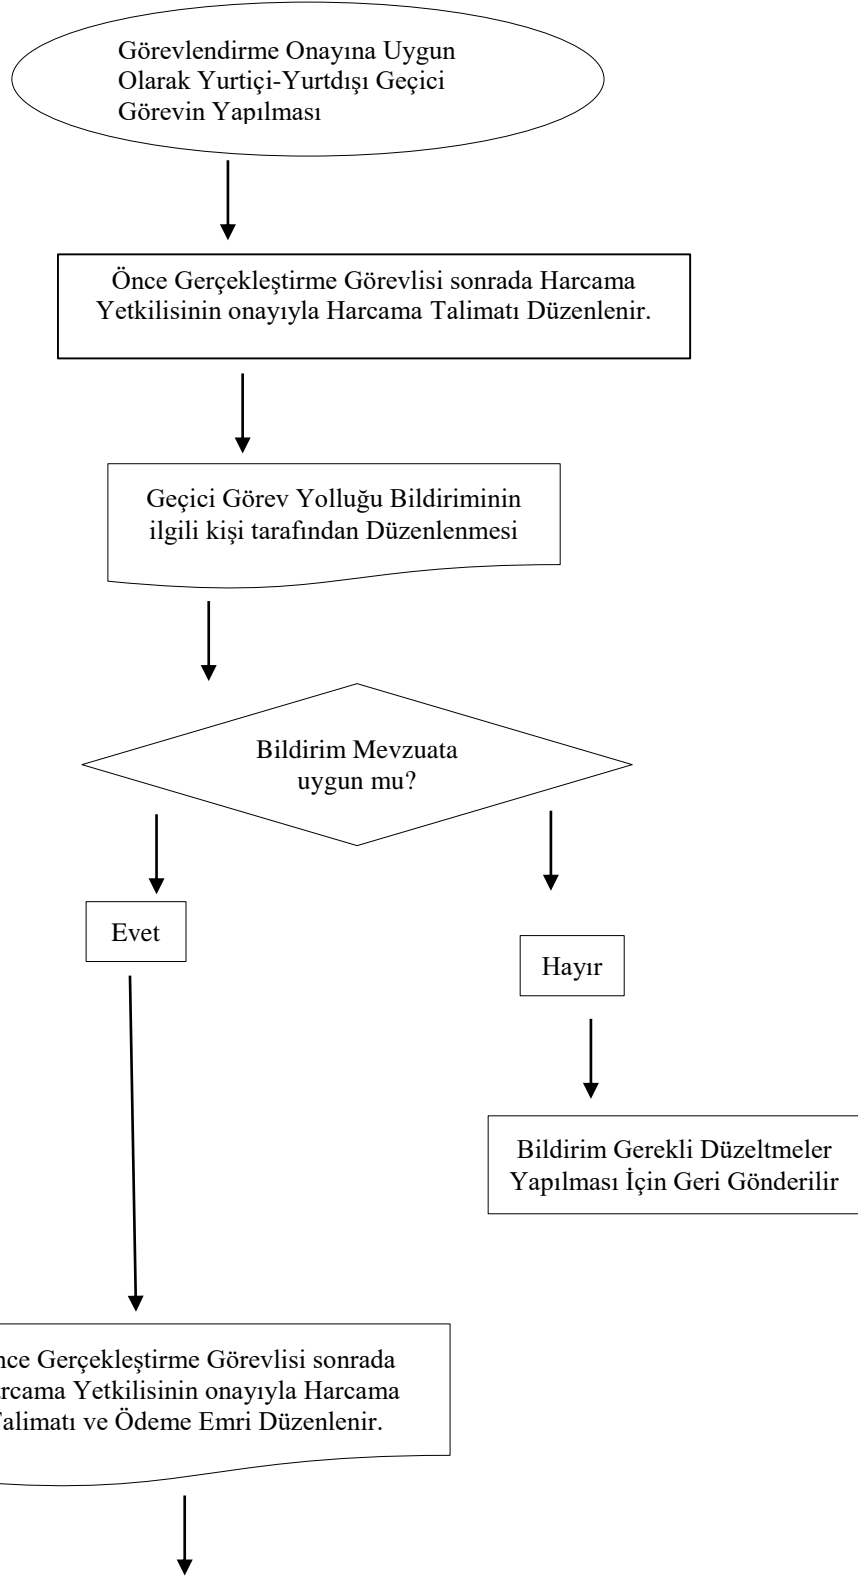 Görevlendirme Onayına Uygun
Olarak Yurtiçi-Yurtdışı Geçici
Görevin Yapılması
Önce Gerçekleştirme Görevlisi sonrada Harcama
Yetkilisinin onayıyla Harcama Talimatı Düzenlenir.
Geçici Görev Yolluğu Bildiriminin
ilgili kişi tarafından Düzenlenmesi
Bildirim Mevzuata
uygun mu?
Evet
Hayır
Bildirim Gerekli Düzeltmeler
Yapılması İçin Geri Gönderilir
Gerçekleştirme Görevlisi sonrada
Yetkilisinin onayıyla Harcama
ve Ödeme Emri Düzenlenir.